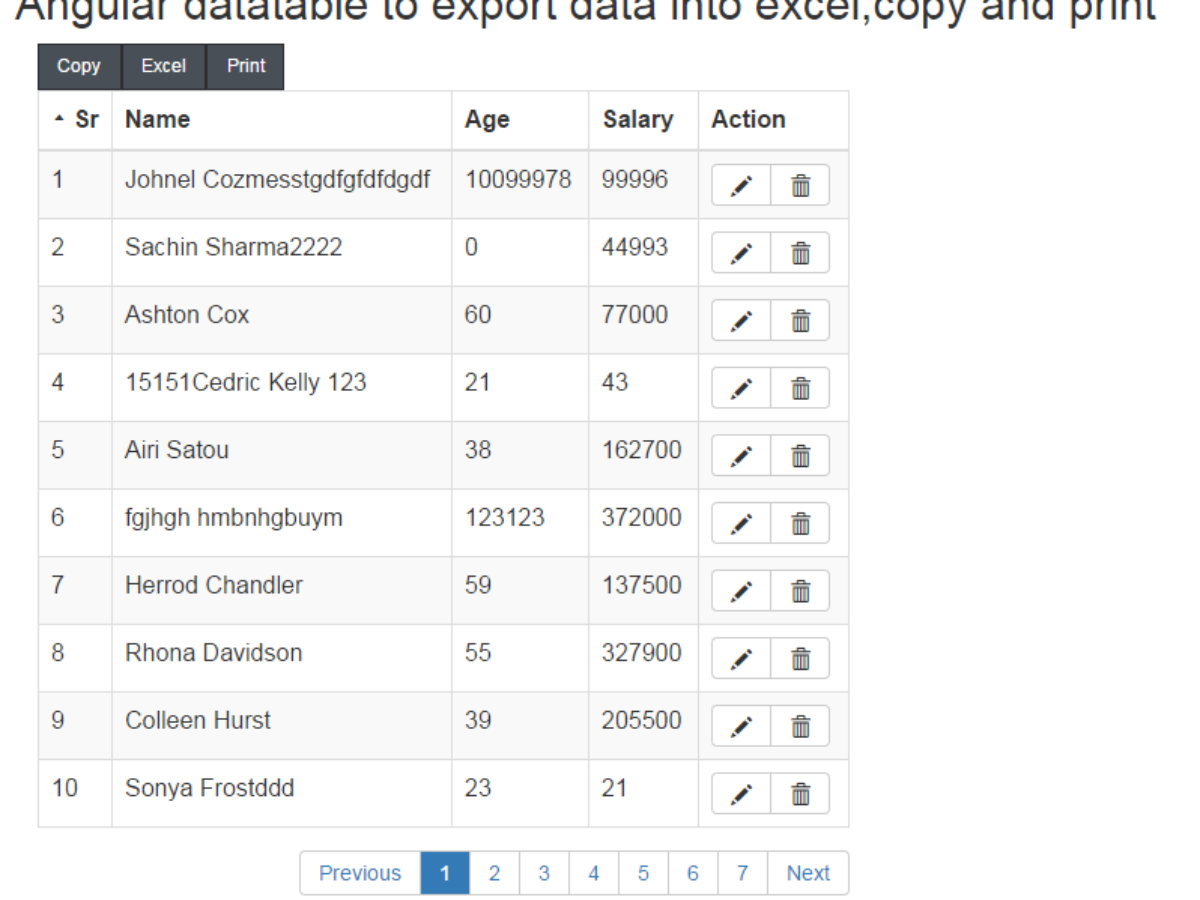 Angular datatable to export data into excel,copy and print
Copy Excel Print
Sr Name Age Salary Action
1 Johnel Cozmesstgdfgfdfdgdf 10099978 99996
2 Sachin Sharma2222 0 44993
3 Ashton Cox 60 77000
4 15151Cedric Kelly 123 21 43
5 Airi Satou 38 162700
6 fgjhgh hmbnhgbuym 123123 372000
7 Herrod Chandler 59 137500
8 Rhona Davidson 55 327900
9 Colleen Hurst 39 205500
10 Sonya Frostddd 23 21
Previous 1 2 3 4 5 6 7 Next